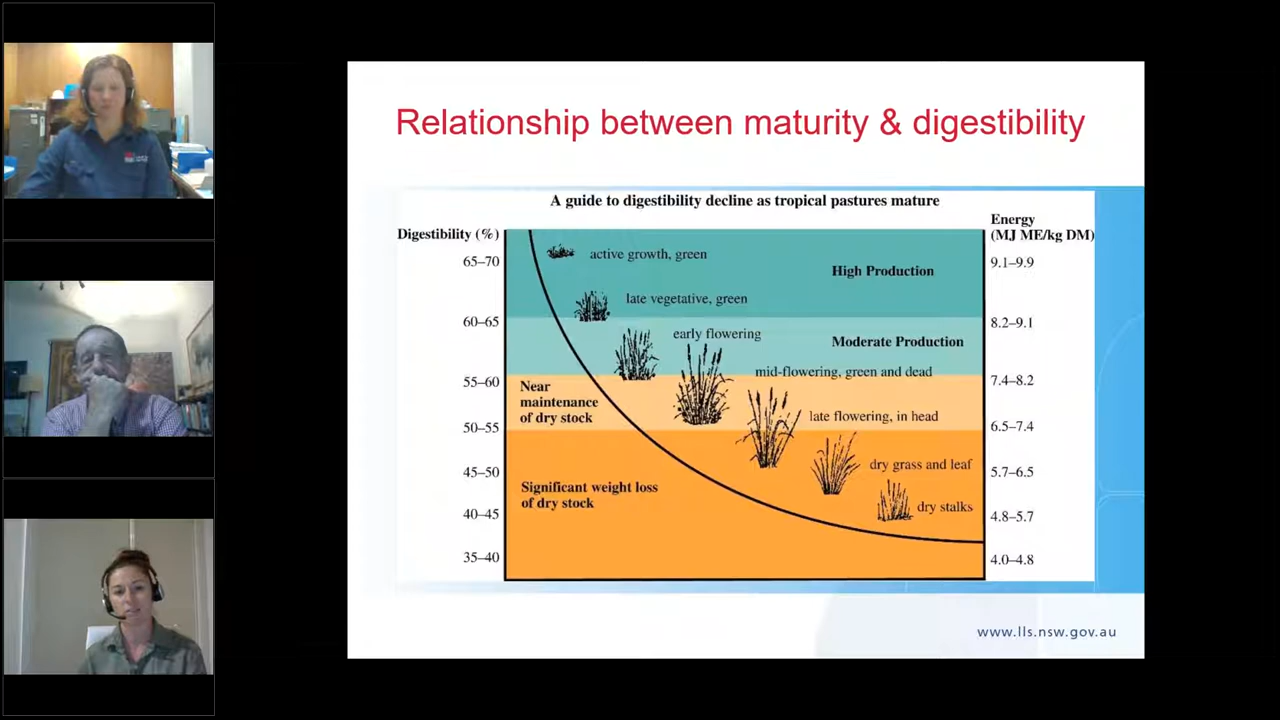 Relationship between maturity & digestibility
A guide to digestibility decline as tropical pastures mature
Digestibility (%)
Energy
(MJ ME/kg DM)
65–70
active growth, green
High Production
9.1–9.9
late vegetative, green
60–65
early flowering
Moderate Production
8.2–9.1
55–60
mid-flowering, green and dead
7.4–8.2
Near
maintenance
of dry stock
late flowering, in head
50–55
6.5–7.4
45–50
dry grass and leaf
5.7–6.5
Significant weight loss
of dry stock
40–45
dry stalks
4.8–5.7
35–40
4.0–4.8
www.lls.nsw.gov.au